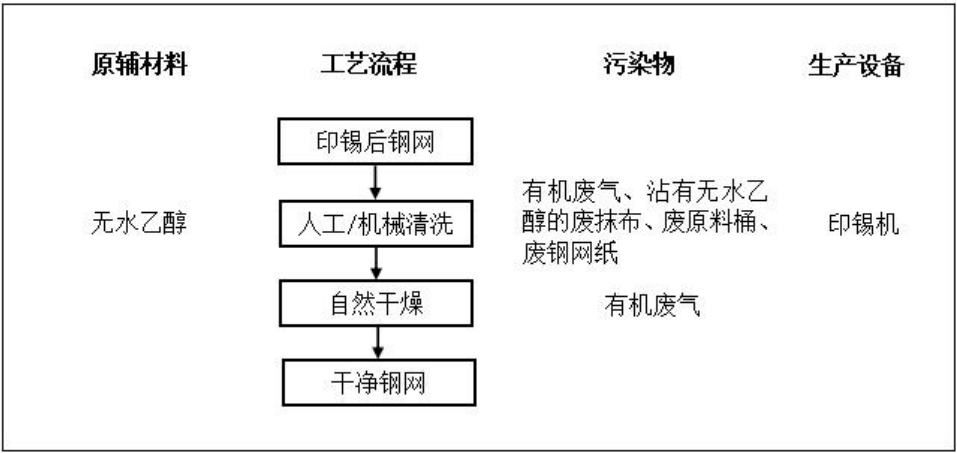 原辅材料 工艺流程 污染物 生产设备
印锡后钢网
无水乙醇 人工/机械清洗 有机废气、沾有无水乙
醇的废抹布、废原料桶、
废钢网纸 印锡机
自然干燥 有机废气
干净钢网